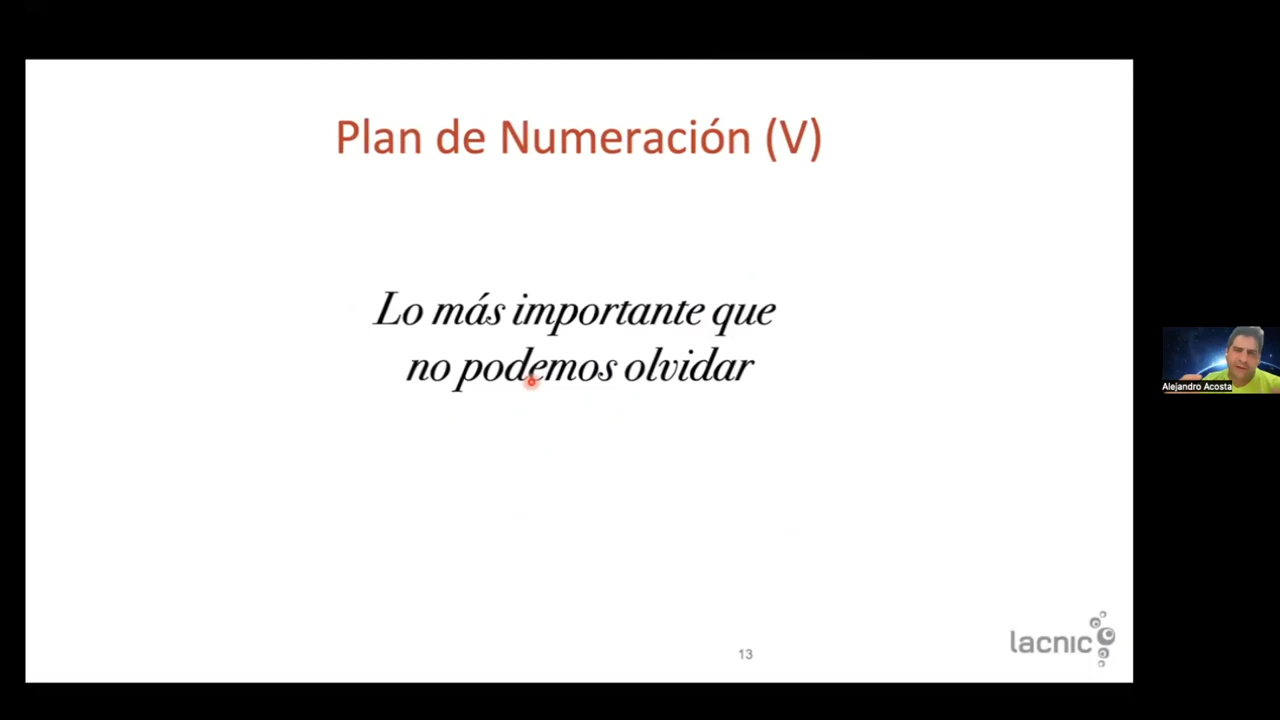 Plan de Numeración (V)
Lo más importante que
no podemos olvidar
Alejandro Acosta
13
lacnic